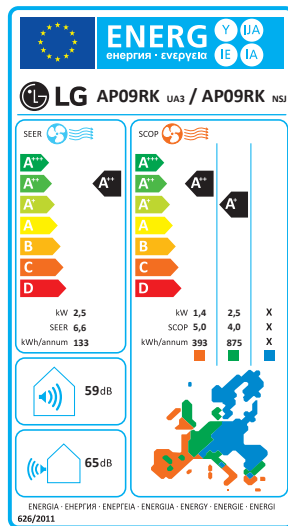 ENERG Y IJA
енергия · ενεργεια IE IA
LG AP09RK UA3 / AP09RK NSJ
SEER SCOP
A+++ A+++
A++ A++ A++ A++
A+ A+ A+
A A
B B
C C
D D
kW 2,5 kW 1,4 2,5 X
SEER 6,6 SCOP 5,0 4,0 X
kWh/annum 133 kWh/annum 393 875 X
59dB
65dB
ENERGIA · ЕНЕРГИЯ · ΕΝΕΡΓΕΙΑ · ENERGIJA · ENERGY · ENERGIE · ENERGI
626/2011